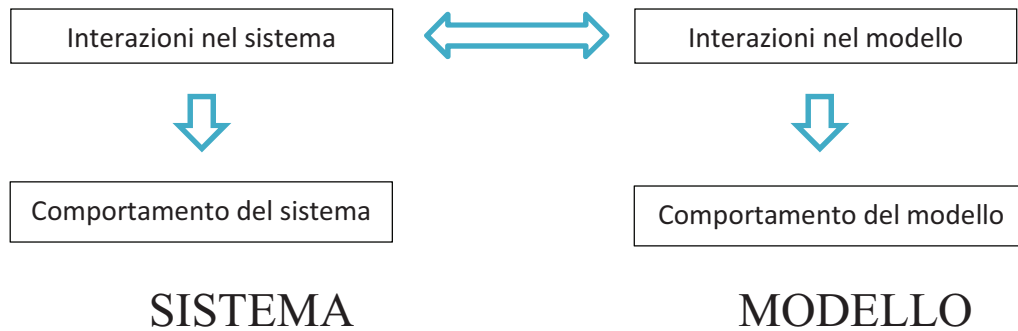 Interazioni nel sistema
Interazioni nel modello
Comportamento del sistema
Comportamento del modello
SISTEMA
MODELLO